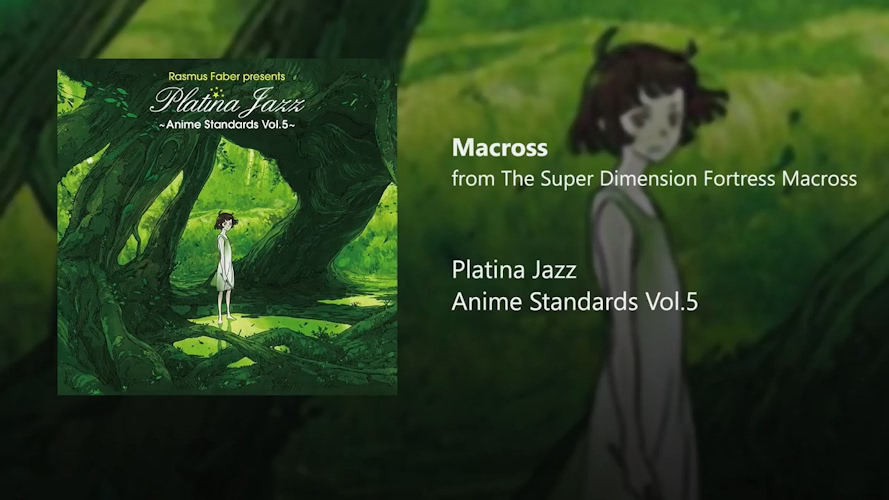 Rasmus Faber presents
Platina Jazz
~Anime Standards Vol.5~
Macross
from The Super Dimension Fortress Macross
Platina Jazz
Anime Standards Vol.5